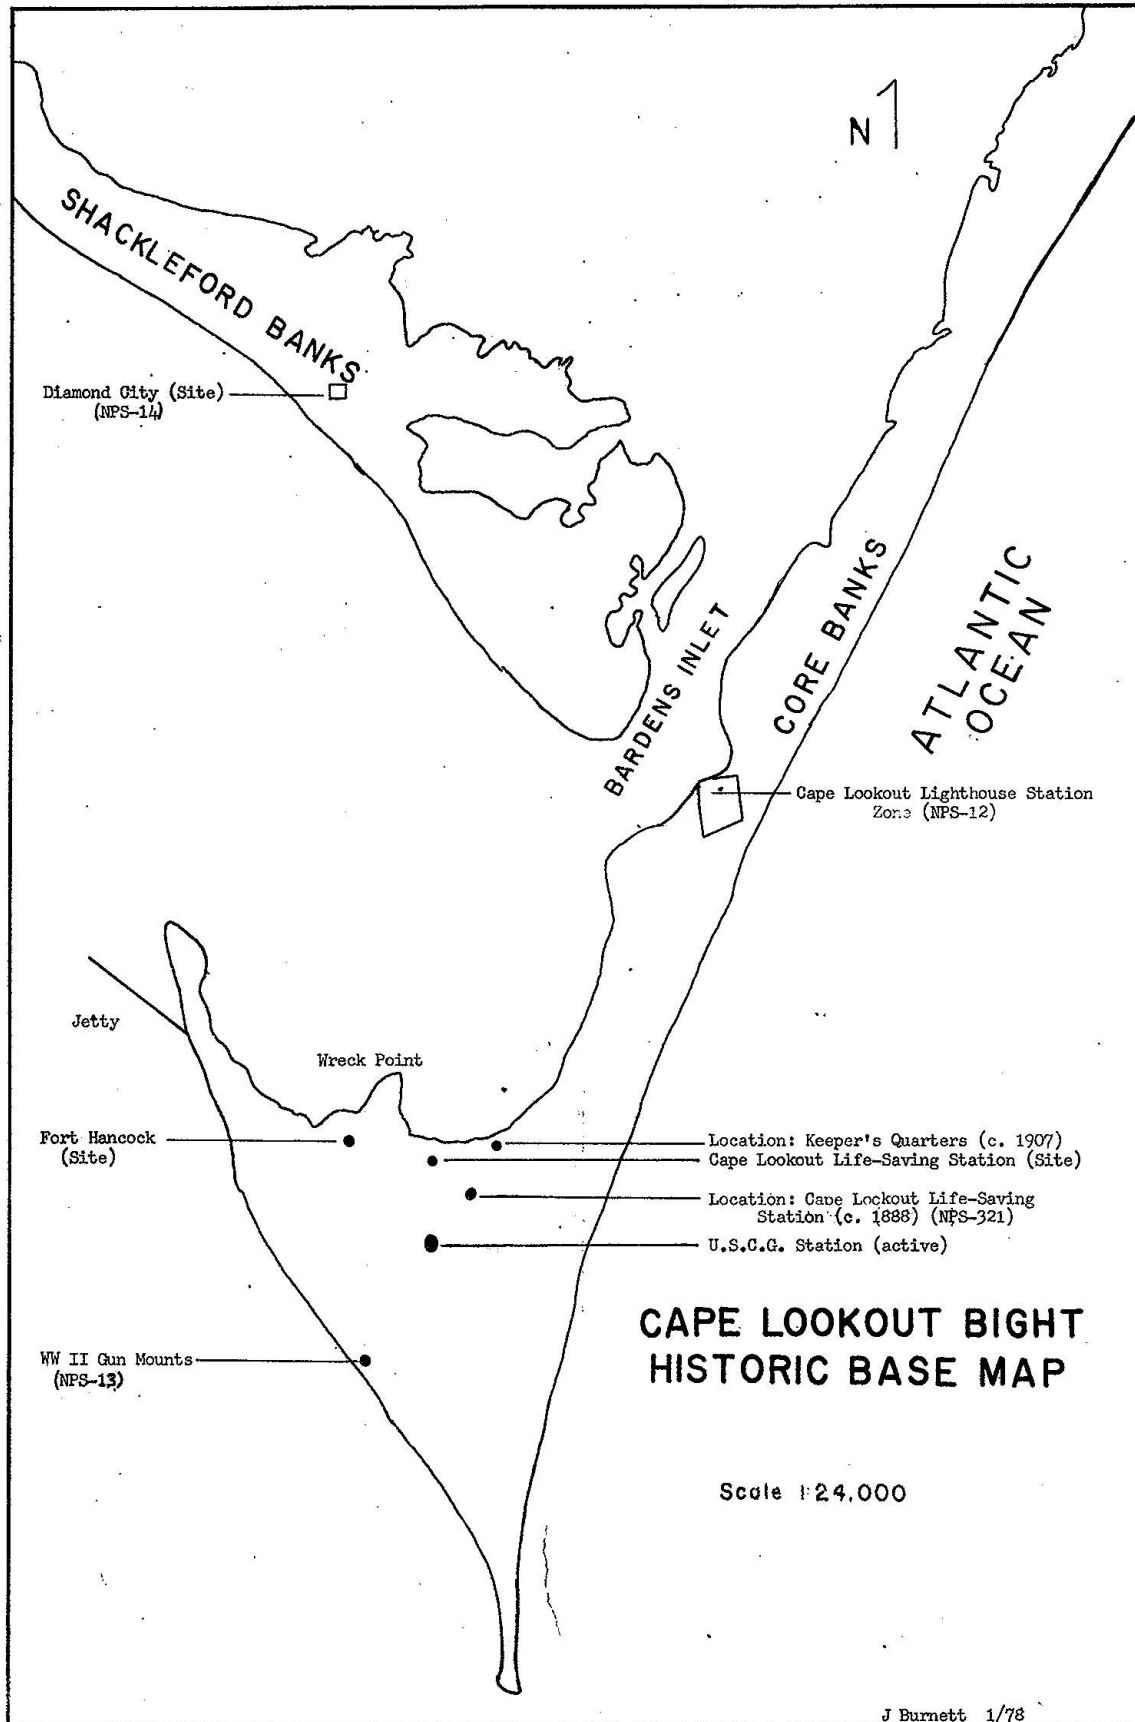 N
SHACKLEFORD BANKS
Diamond City (Site)
(NPS-14)
BARDENS INLET
CORE BANKS
ATLANTIC
OCEAN
Cape Lookout Lighthouse Station
Zone (NPS-12)
Jetty
Wreck Point
Fort Hancock
(Site)
Location: Keeper's Quarters (c. 1907)
Cape Lookout Life-Saving Station (Site)
Location: Cape Lookout Life-Saving
Station (c. 1888) (NPS-321)
U.S.C.G. Station (active)
CAPE LOOKOUT BIGHT
HISTORIC BASE MAP
WW II Gun Mounts
(NPS-13)
Scale 1:24,000
J Burnett 1/78